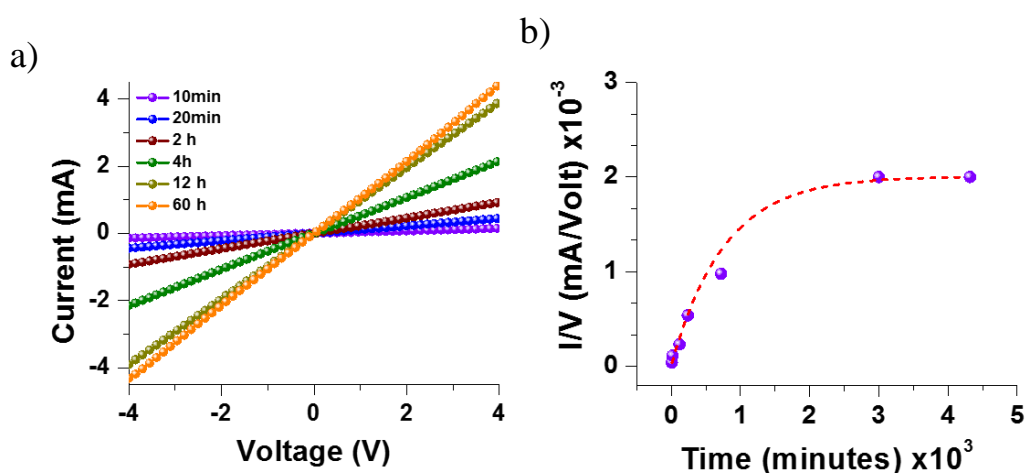 a)
10min
20min
2 h
4h
12 h
60 h
4
2
0
-2
-4
Current (mA)
-4
-2
0
2
4
Voltage (V)
b)
3
2
1
0
I/V (mA/Volt) x10⁻³
0
1
2
3
4
5
Time (minutes) x10³